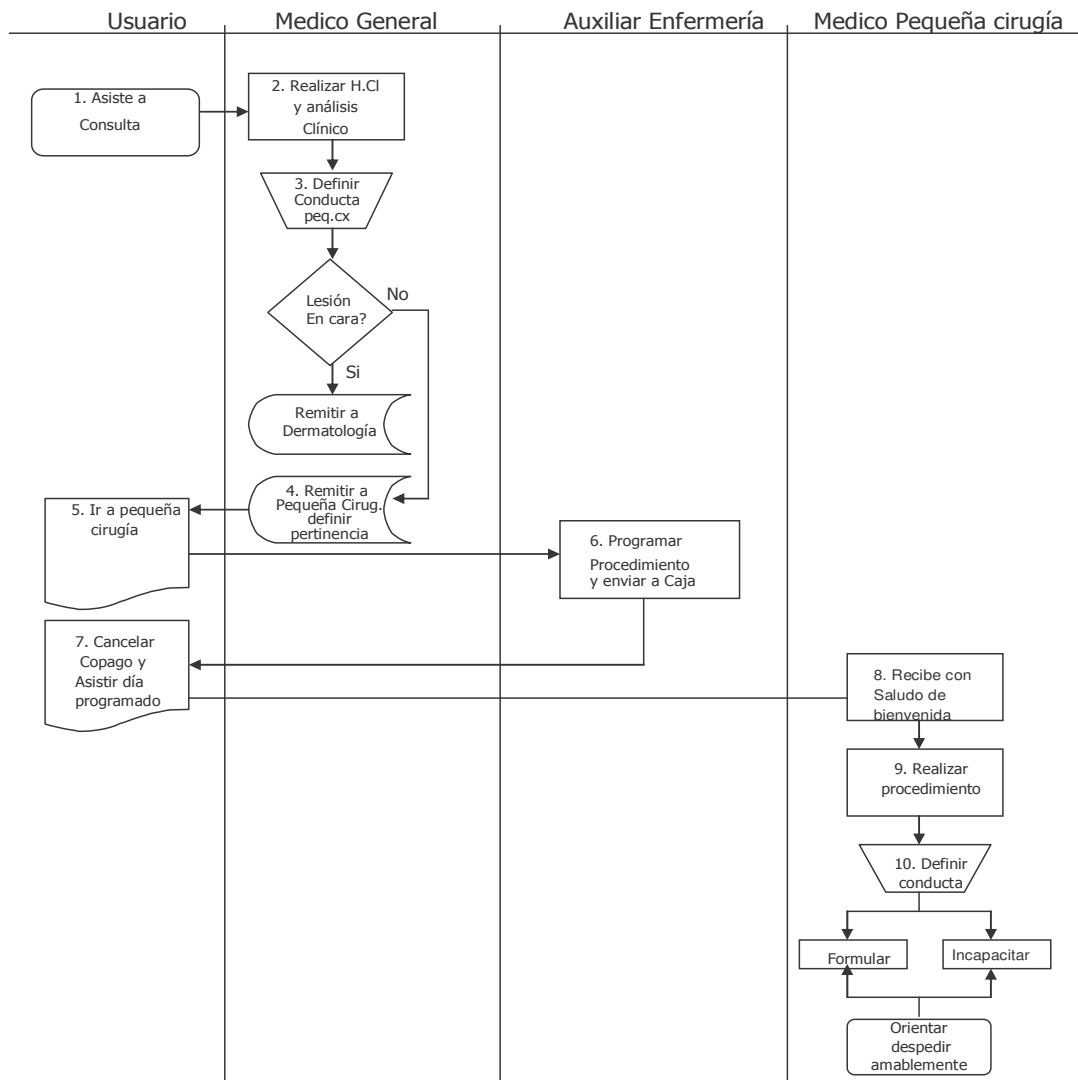 Usuario
Medico General
Auxiliar Enfermería
Medico Pequeña cirugía
1. Asiste a
Consulta
2. Realizar H.Cl
y análisis
Clínico
3. Definir
Conducta
peq.cx
Lesión
En cara?
No
Si
Remitir a
Dermatología
4. Remitir a
Pequeña Cirug.
definir
pertinencia
5. Ir a pequeña
cirugía
6. Programar
Procedimiento
y enviar a Caja
7. Cancelar
Copago y
Asistir día
programado
8. Recibe con
Saludo de
bienvenida
9. Realizar
procedimiento
10. Definir
conducta
Formular
Incapacitar
Orientar
despedir
amablemente